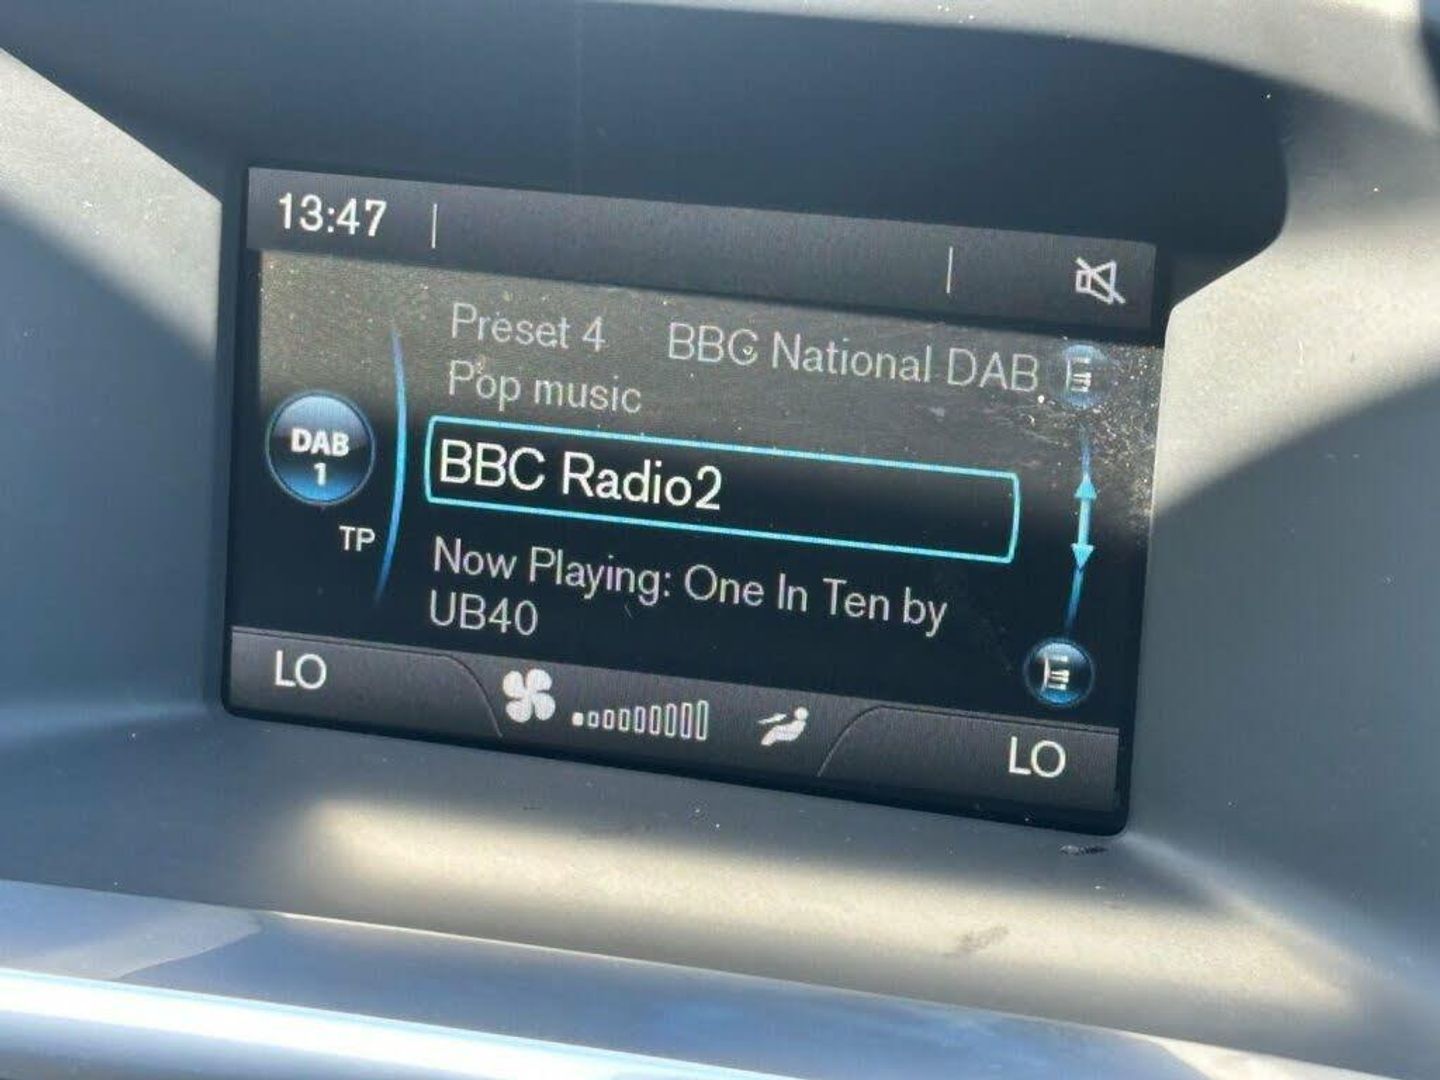 13:47
Preset 4 BBC National DAB
Pop music
DAB
1
BBC Radio2
TP
Now Playing: One In Ten by
UB40
LO
LO